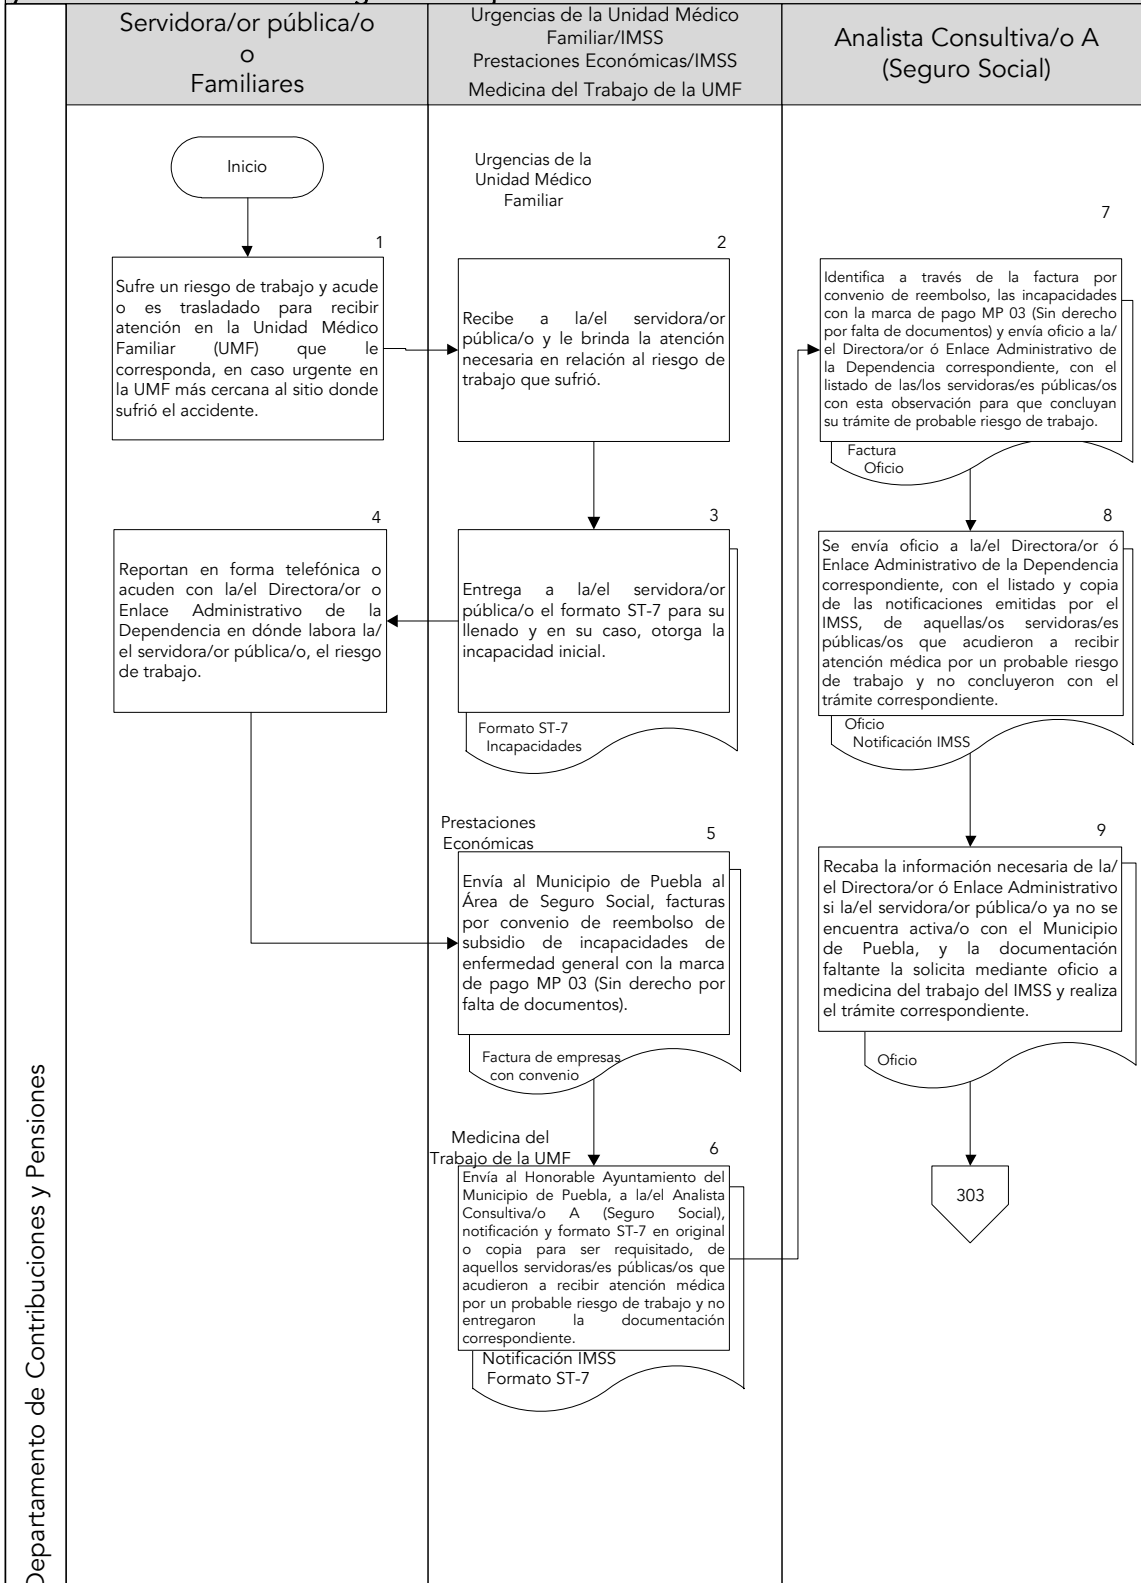 Servidora/or pública/o
o
Familiares
Urgencias de la Unidad Médico
Familiar/IMSS
Prestaciones Económicas/IMSS
Medicina del Trabajo de la UMF
Analista Consultiva/o A
(Seguro Social)
Departamento de Contribuciones y Pensiones
Inicio
1
Sufre un riesgo de trabajo y acude
o es trasladado para recibir
atención en la Unidad Médico
Familiar (UMF) que le
corresponda, en caso urgente en
la UMF más cercana al sitio donde
sufrió el accidente.
Urgencias de la
Unidad Médico
Familiar
2
Recibe a la/el servidora/or
pública/o y le brinda la atención
necesaria en relación al riesgo de
trabajo que sufrió.
3
Entrega a la/el servidora/or
pública/o el formato ST-7 para su
llenado y en su caso, otorga la
incapacidad inicial.
Formato ST-7
Incapacidades
4
Reportan en forma telefónica o
acuden con la/el Directora/or o
Enlace Administrativo de la
Dependencia en dónde labora la/
el servidora/or pública/o, el riesgo
de trabajo.
Prestaciones
Económicas
5
Envía al Municipio de Puebla al
Área de Seguro Social, facturas
por convenio de reembolso de
subsidio de incapacidades de
enfermedad general con la marca
de pago MP 03 (Sin derecho por
falta de documentos).
Factura de empresas
con convenio
Medicina del
Trabajo de la UMF
6
Envía al Honorable Ayuntamiento del
Municipio de Puebla, a la/el Analista
Consultiva/o A (Seguro Social),
notificación y formato ST-7 en original
o copia para ser requisitado, de
aquellos servidoras/es públicas/os que
acudieron a recibir atención médica
por un probable riesgo de trabajo y no
entregaron la documentación
correspondiente.
Notificación IMSS
Formato ST-7
7
Identifica a través de la factura por
convenio de reembolso, las incapacidades
con la marca de pago MP 03 (Sin derecho
por falta de documentos) y envía oficio a la/
el Directora/or ó Enlace Administrativo de
la Dependencia correspondiente, con el
listado de las/los servidoras/es públicas/os
con esta observación para que concluyan
su trámite de probable riesgo de trabajo.
Factura
Oficio
8
Se envía oficio a la/el Directora/or ó
Enlace Administrativo de la Dependencia
correspondiente, con el listado y copia
de las notificaciones emitidas por el
IMSS, de aquellas/os servidoras/es
públicas/os que acudieron a recibir
atención médica por un probable riesgo
de trabajo y no concluyeron con el
trámite correspondiente.
Oficio
Notificación IMSS
9
Recaba la información necesaria de la/
el Directora/or ó Enlace Administrativo
si la/el servidora/or pública/o ya no se
encuentra activa/o con el Municipio
de Puebla, y la documentación
faltante la solicita mediante oficio a
medicina del trabajo del IMSS y realiza
el trámite correspondiente.
Oficio
303